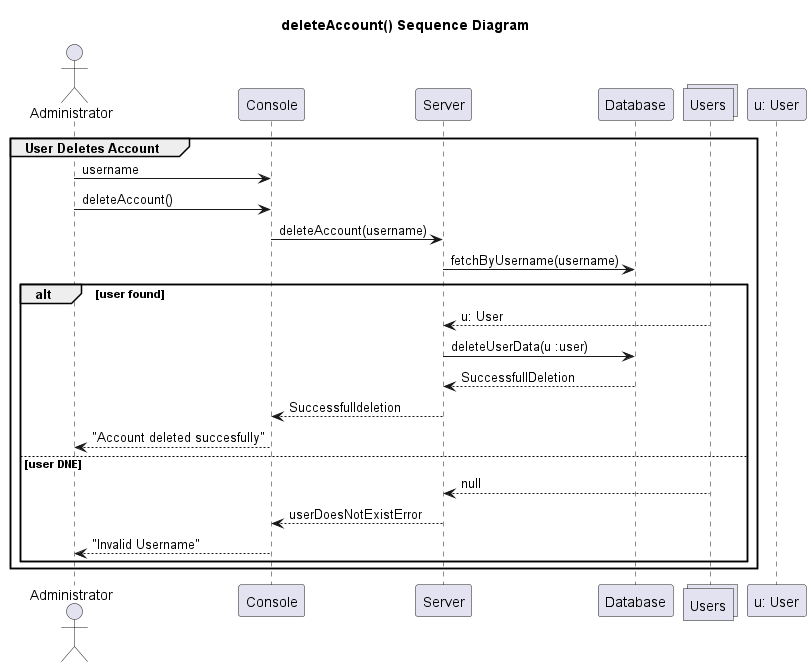 deleteAccount() Sequence Diagram
Administrator
Console
Server
Database
Users
u: User
User Deletes Account
username
deleteAccount()
deleteAccount(username)
fetchByUsername(username)
alt
[user found]
u: User
deleteUserData(u :user)
SuccessfullDeletion
Successfulldeletion
"Account deleted succesfully"
[user DNE]
null
userDoesNotExistError
"Invalid Username"
Administrator
Console
Server
Database
Users
u: User